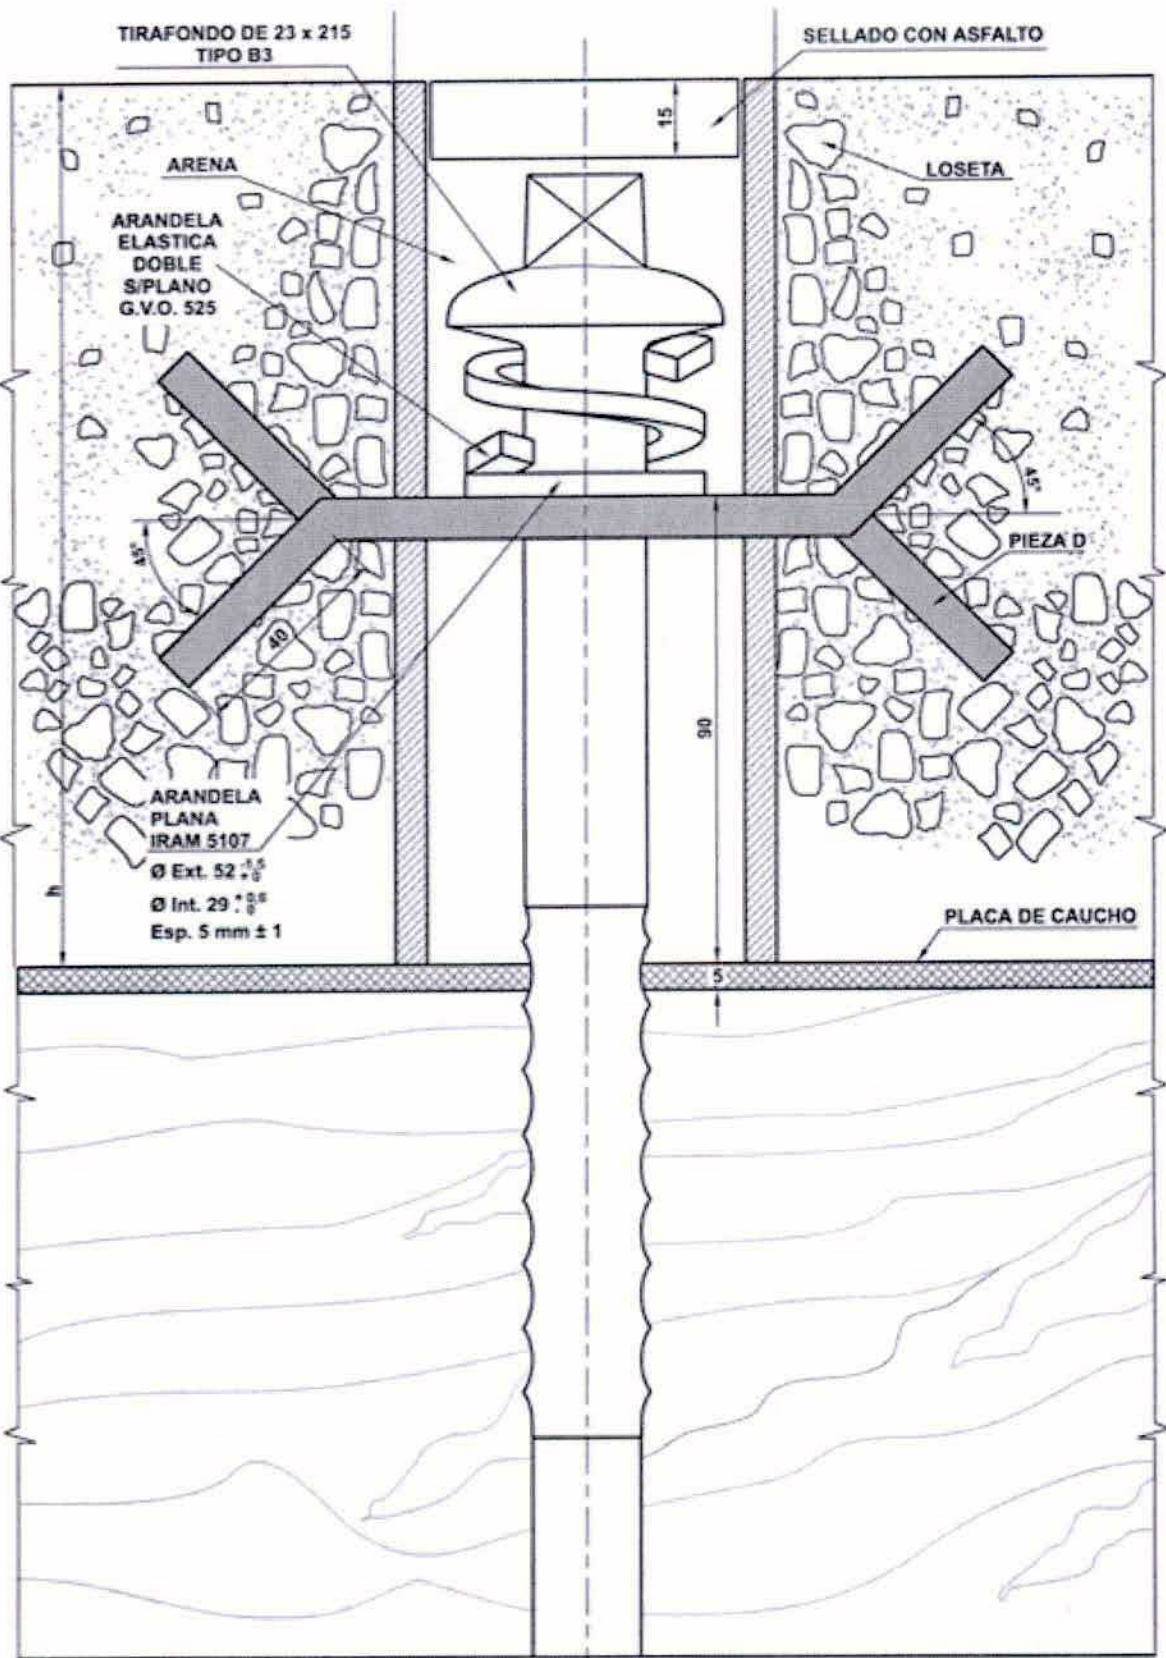 TIRAFONDO DE 23 x 215
TIPO B3
SELLADO CON ASFALTO
15
ARENA
LOSETA
ARANDELA
ELASTICA
DOBLE
S/PLANO
G.V.O. 525
45°
45°
PIEZA D
40
90
ARANDELA
PLANA
IRAM 5107
Ø Ext. 52
Ø Int. 29
Esp. 5 mm ± 1
h
PLACA DE CAUCHO
5